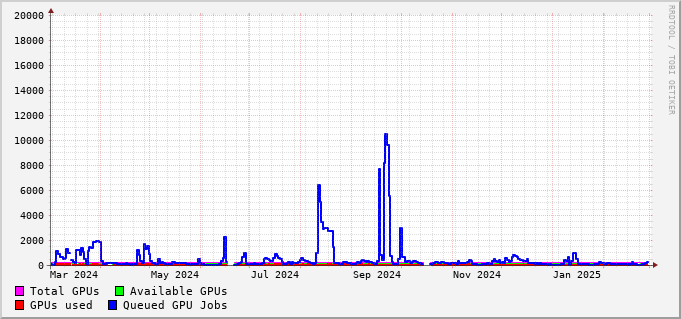 20000
18000
16000
14000
12000
10000
8000
6000
4000
2000
0
Mar 2024 May 2024 Jul 2024 Sep 2024 Nov 2024 Jan 2025
Total GPUs Available GPUs
GPUs used Queued GPU Jobs
RRDTOOL / TOBI OETIKER